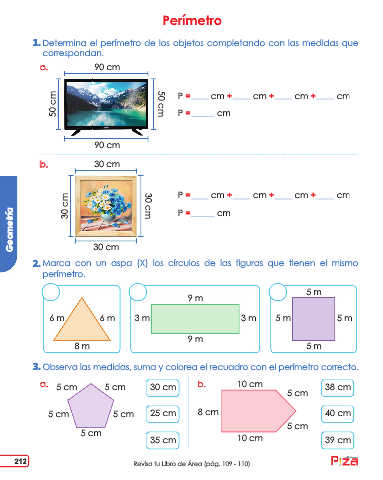 Perímetro
1. Determina el perímetro de los objetos completando con las medidas que
correspondan.
a.
90 cm
50 cm
50 cm
90 cm
P = ____ cm + ____ cm + ____ cm + ____ cm
P = ____ cm
b.
30 cm
30 cm
30 cm
30 cm
P = ____ cm + ____ cm + ____ cm + ____ cm
P = ____ cm
Geometría
2. Marca con un aspa (X) los círculos de las figuras que tienen el mismo
perímetro.
6 m
6 m
8 m
9 m
3 m
3 m
9 m
5 m
5 m
5 m
5 m
3. Observa las medidas, suma y colorea el recuadro con el perímetro correcto.
a.
5 cm
5 cm
5 cm
5 cm
5 cm
30 cm
25 cm
35 cm
b.
10 cm
5 cm
8 cm
5 cm
10 cm
38 cm
40 cm
39 cm
212
Revisa tu Libro de Área (pág. 109 - 110)
Piza